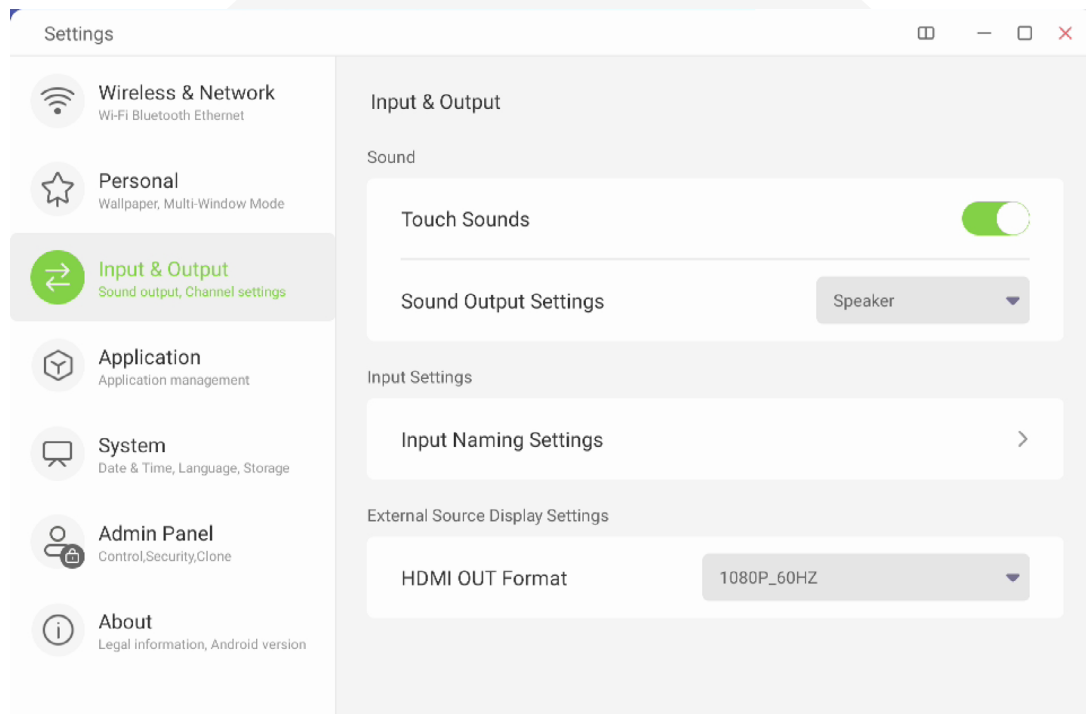 Settings
Wireless & Network
Wi-Fi Bluetooth Ethernet
Personal
Wallpaper, Multi-Window Mode
Input & Output
Sound output, Channel settings
Application
Application management
System
Date & Time, Language, Storage
Admin Panel
Control,Security,Clone
About
Legal information, Android version
Input & Output
Sound
Touch Sounds
Sound Output Settings
Speaker
Input Settings
Input Naming Settings
External Source Display Settings
HDMI OUT Format
1080P_60HZ